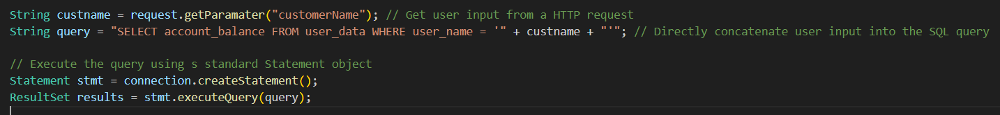 String custname = request.getParamater("customerName"); // Get user input from a HTTP request
String query = "SELECT account_balance FROM user_data WHERE user_name = '" + custname + "'"; // Directly concatenate user input into the SQL query
// Execute the query using s standard Statement object
Statement stmt = connection.createStatement();
ResultSet results = stmt.executeQuery(query);